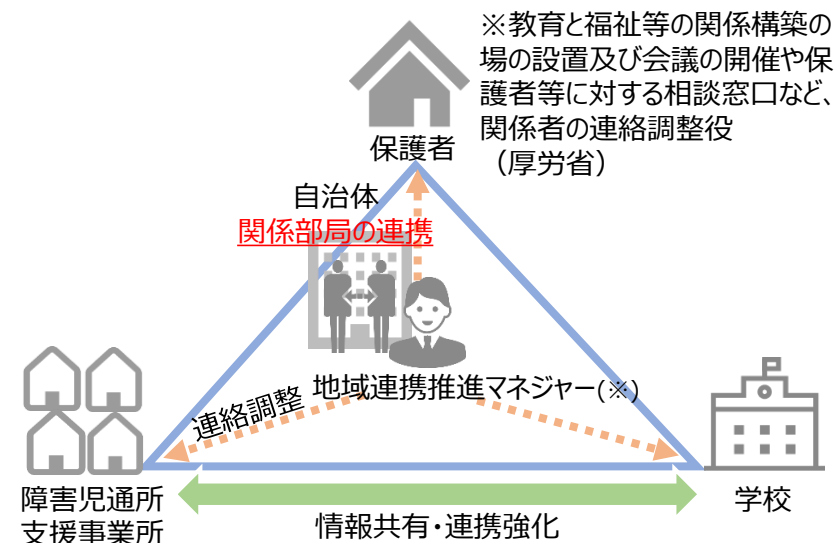 ※教育と福祉等の関係構築の
場の設置及び会議の開催や保
護者等に対する相談窓口など、
関係者の連絡調整役
（厚労省）
保護者
自治体
関係部局の連携
地域連携推進マネジャー(※)
連絡調整
障害児通所
支援事業所
学校
情報共有・連携強化